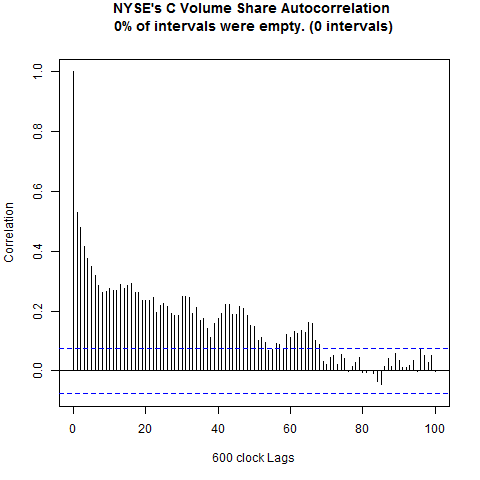 NYSE's C Volume Share Autocorrelation
0% of intervals were empty. (0 intervals)
1.0
0.8
0.6
0.4
0.2
0.0
Correlation
0 20 40 60 80 100
600 clock Lags